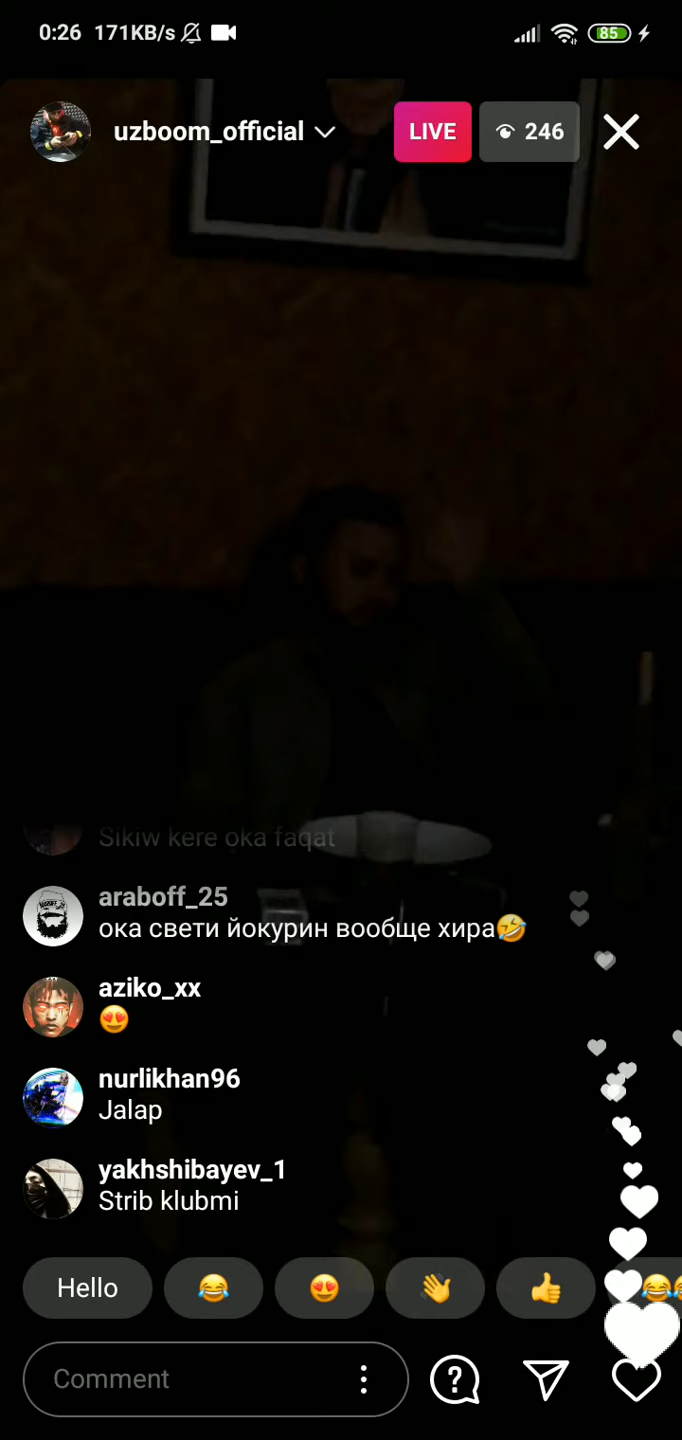 0:26 171KB/s 85
uzboom_official LIVE 246
Sikiw kere oka faqat
araboff_25
ока свети йокурин вообще хира🤣
aziko_xx
😍
nurlikhan96
Jalap
yakhshibayev_1
Strib klubmi
Hello 😂 😍 👋 👍 😂
Comment